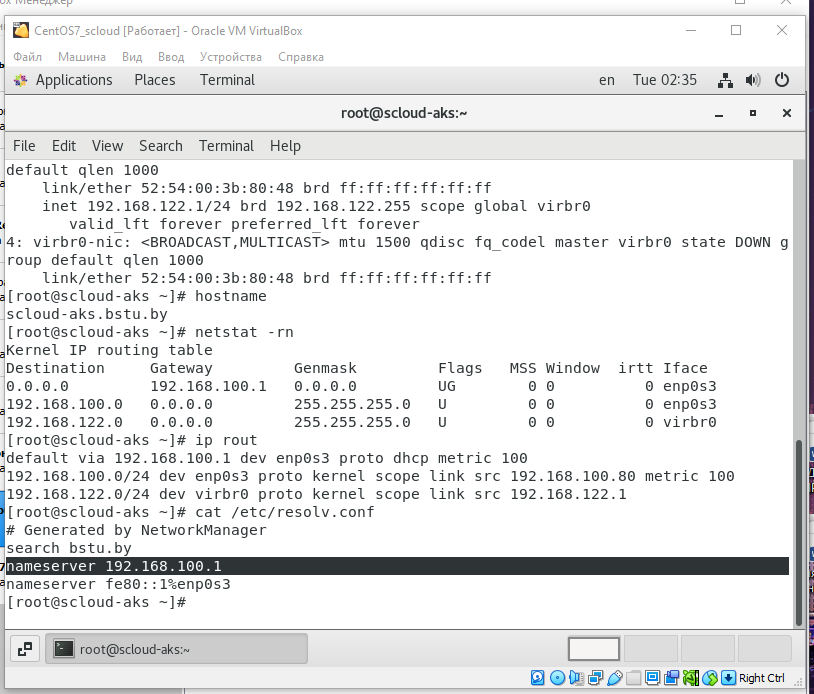 CentOS7_scloud [Работает] - Oracle VM VirtualBox
Файл Машина Вид Ввод Устройства Справка
Applications Places Terminal en Tue 02:35
root@scloud-aks:~
File Edit View Search Terminal Help
default qlen 1000
    link/ether 52:54:00:3b:80:48 brd ff:ff:ff:ff:ff:ff
    inet 192.168.122.1/24 brd 192.168.122.255 scope global virbr0
       valid_lft forever preferred_lft forever
4: virbr0-nic: <BROADCAST,MULTICAST> mtu 1500 qdisc fq_codel master virbr0 state DOWN g
roup default qlen 1000
    link/ether 52:54:00:3b:80:48 brd ff:ff:ff:ff:ff:ff
[root@scloud-aks ~]# hostname
scloud-aks.bstu.by
[root@scloud-aks ~]# netstat -rn
Kernel IP routing table
Destination     Gateway         Genmask         Flags   MSS Window  irtt Iface
0.0.0.0         192.168.100.1   0.0.0.0         UG        0 0          0 enp0s3
192.168.100.0   0.0.0.0         255.255.255.0   U         0 0          0 enp0s3
192.168.122.0   0.0.0.0         255.255.255.0   U         0 0          0 virbr0
[root@scloud-aks ~]# ip rout
default via 192.168.100.1 dev enp0s3 proto dhcp metric 100
192.168.100.0/24 dev enp0s3 proto kernel scope link src 192.168.100.80 metric 100
192.168.122.0/24 dev virbr0 proto kernel scope link src 192.168.122.1
[root@scloud-aks ~]# cat /etc/resolv.conf
# Generated by NetworkManager
search bstu.by
nameserver 192.168.100.1
nameserver fe80::1%enp0s3
[root@scloud-aks ~]#
root@scloud-aks:~
Right Ctrl